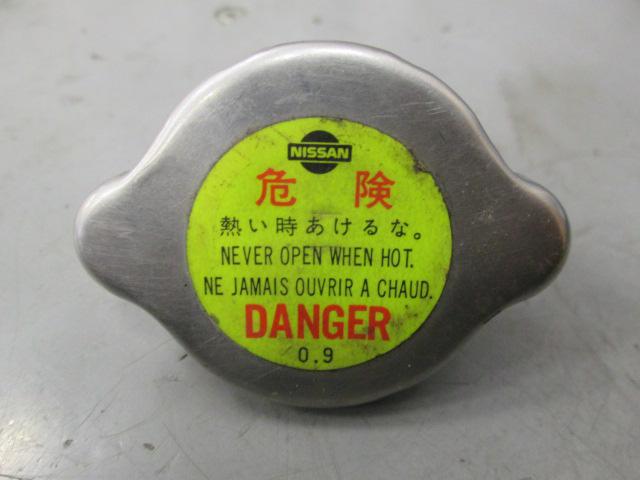 NISSAN
危 険
熱い時あけるな。
NEVER OPEN WHEN HOT.
NE JAMAIS OUVRIR A CHAUD.
DANGER
0.9